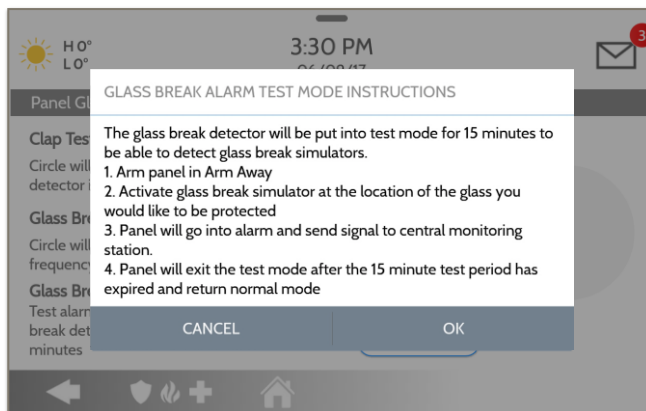 H 0°
L 0°
3:30 PM
3
Panel Gl
GLASS BREAK ALARM TEST MODE INSTRUCTIONS
Clap Tes
Circle will
detector i
Glass Bre
Circle will
frequency
Glass Bre
Test alarm
break det
minutes
The glass break detector will be put into test mode for 15 minutes to
be able to detect glass break simulators.
1. Arm panel in Arm Away
2. Activate glass break simulator at the location of the glass you
would like to be protected
3. Panel will go into alarm and send signal to central monitoring
station.
4. Panel will exit the test mode after the 15 minute test period has
expired and return normal mode
CANCEL
OK